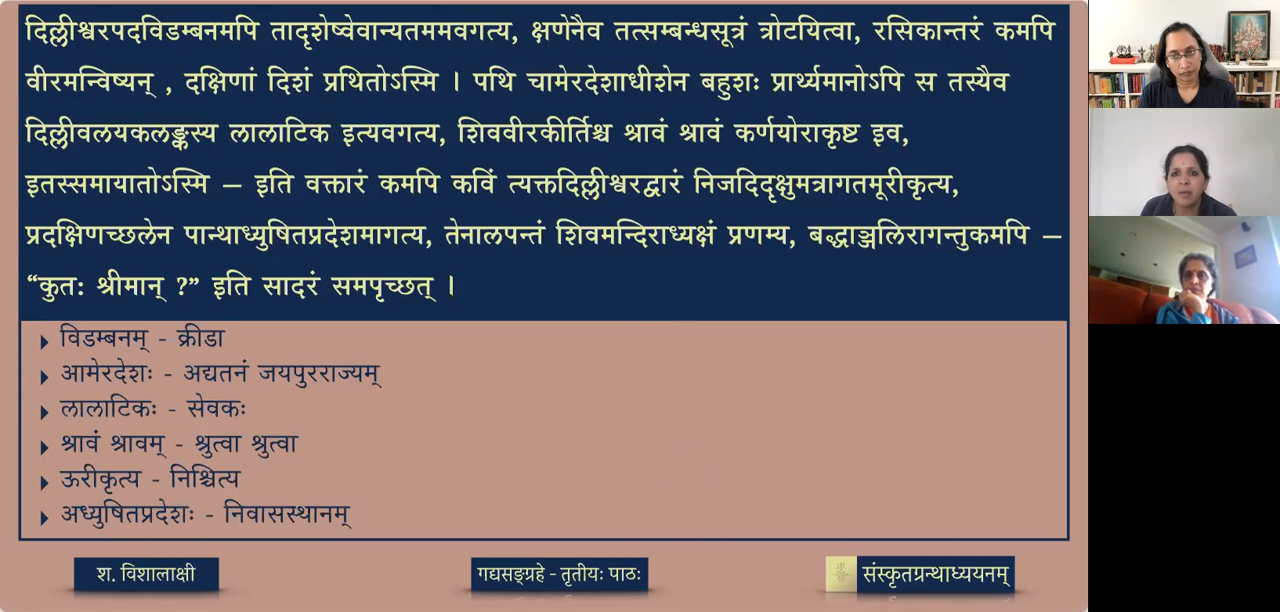 दिल्लीश्वरपदविडम्बनमपि तादृशेष्वेवान्यतममवगत्य, क्षणेनैव तत्सम्बन्धसूत्रं त्रोटयित्वा, रसिकान्तरं कमपि
वीरमन्विष्यन् , दक्षिणां दिशं प्रथितोऽस्मि । पथि चामेरदेशाधीशेन बहुशः प्रार्थ्यमानोऽपि स तस्यैव
दिल्लीवलयकलङ्कस्य लालाटिक इत्यवगत्य, शिववीरकीर्तिश्च श्रावं श्रावं कर्णयोराकृष्ट इव,
इतस्समायातोऽस्मि – इति वक्तारं कमपि कविं त्यक्तदिल्लीश्वरद्वारं निजदिदृक्षुमत्रागतमूरीकृत्य,
प्रदक्षिणच्छलेन पान्थाध्युषितप्रदेशमागत्य, तेनालपन्तं शिवमन्दिराध्यक्षं प्रणम्य, बद्धाञ्जलिरागन्तुकमपि –
“कुतः श्रीमान् ?” इति सादरं समपृच्छत् ।
विडम्बनम् - क्रीडा
आमेरदेशः - अद्यतनं जयपुरराज्यम्
लालाटिकः - सेवकः
श्रावं श्रावम् - श्रुत्वा श्रुत्वा
ऊरीकृत्य - निश्चित्य
अध्युषितप्रदेशः - निवासस्थानम्
श. विशालाक्षी
गद्यसङ्ग्रहे - तृतीयः पाठः
संस्कृतग्रन्थाध्ययनम्